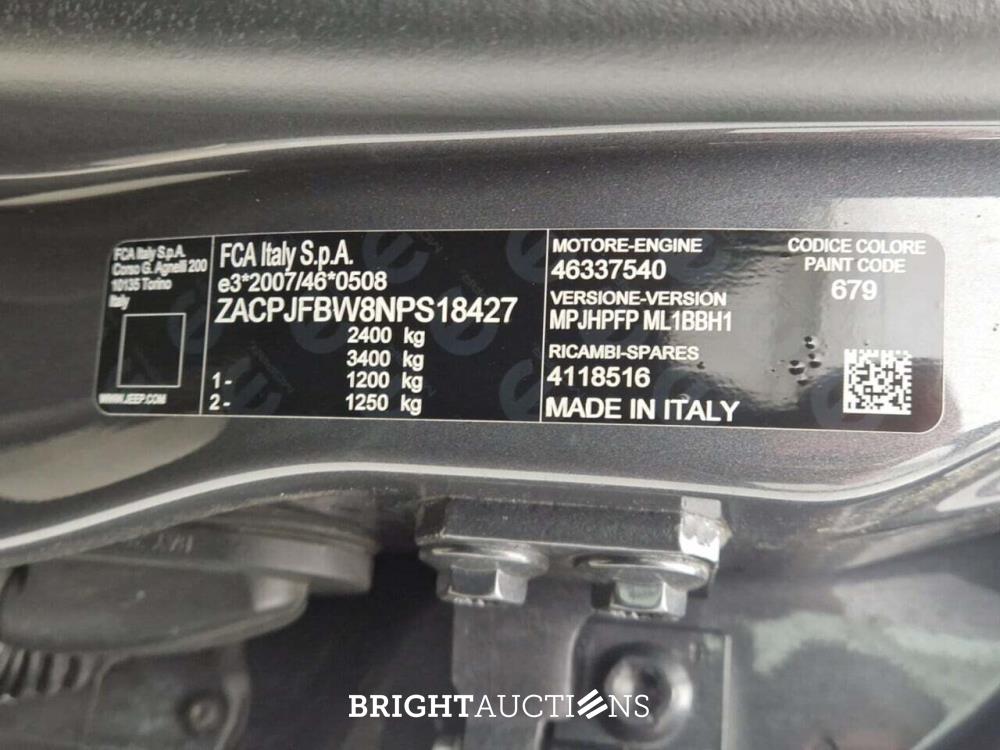 FCA Italy S.p.A.
Corso G. Agnelli 200
10135 Torino
Italy
WWW.JEEP.COM
FCA Italy S.p.A.
e3*2007/46*0508
ZACPJFBW8NPS18427
2400 kg
3400 kg
1- 1200 kg
2- 1250 kg
MOTORE-ENGINE
46337540
VERSIONE-VERSION
MPJHPFP ML1BBH1
RICAMBI-SPARES
4118516
MADE IN ITALY
CODICE COLORE
PAINT CODE
679
BRIGHTAUCTIONS